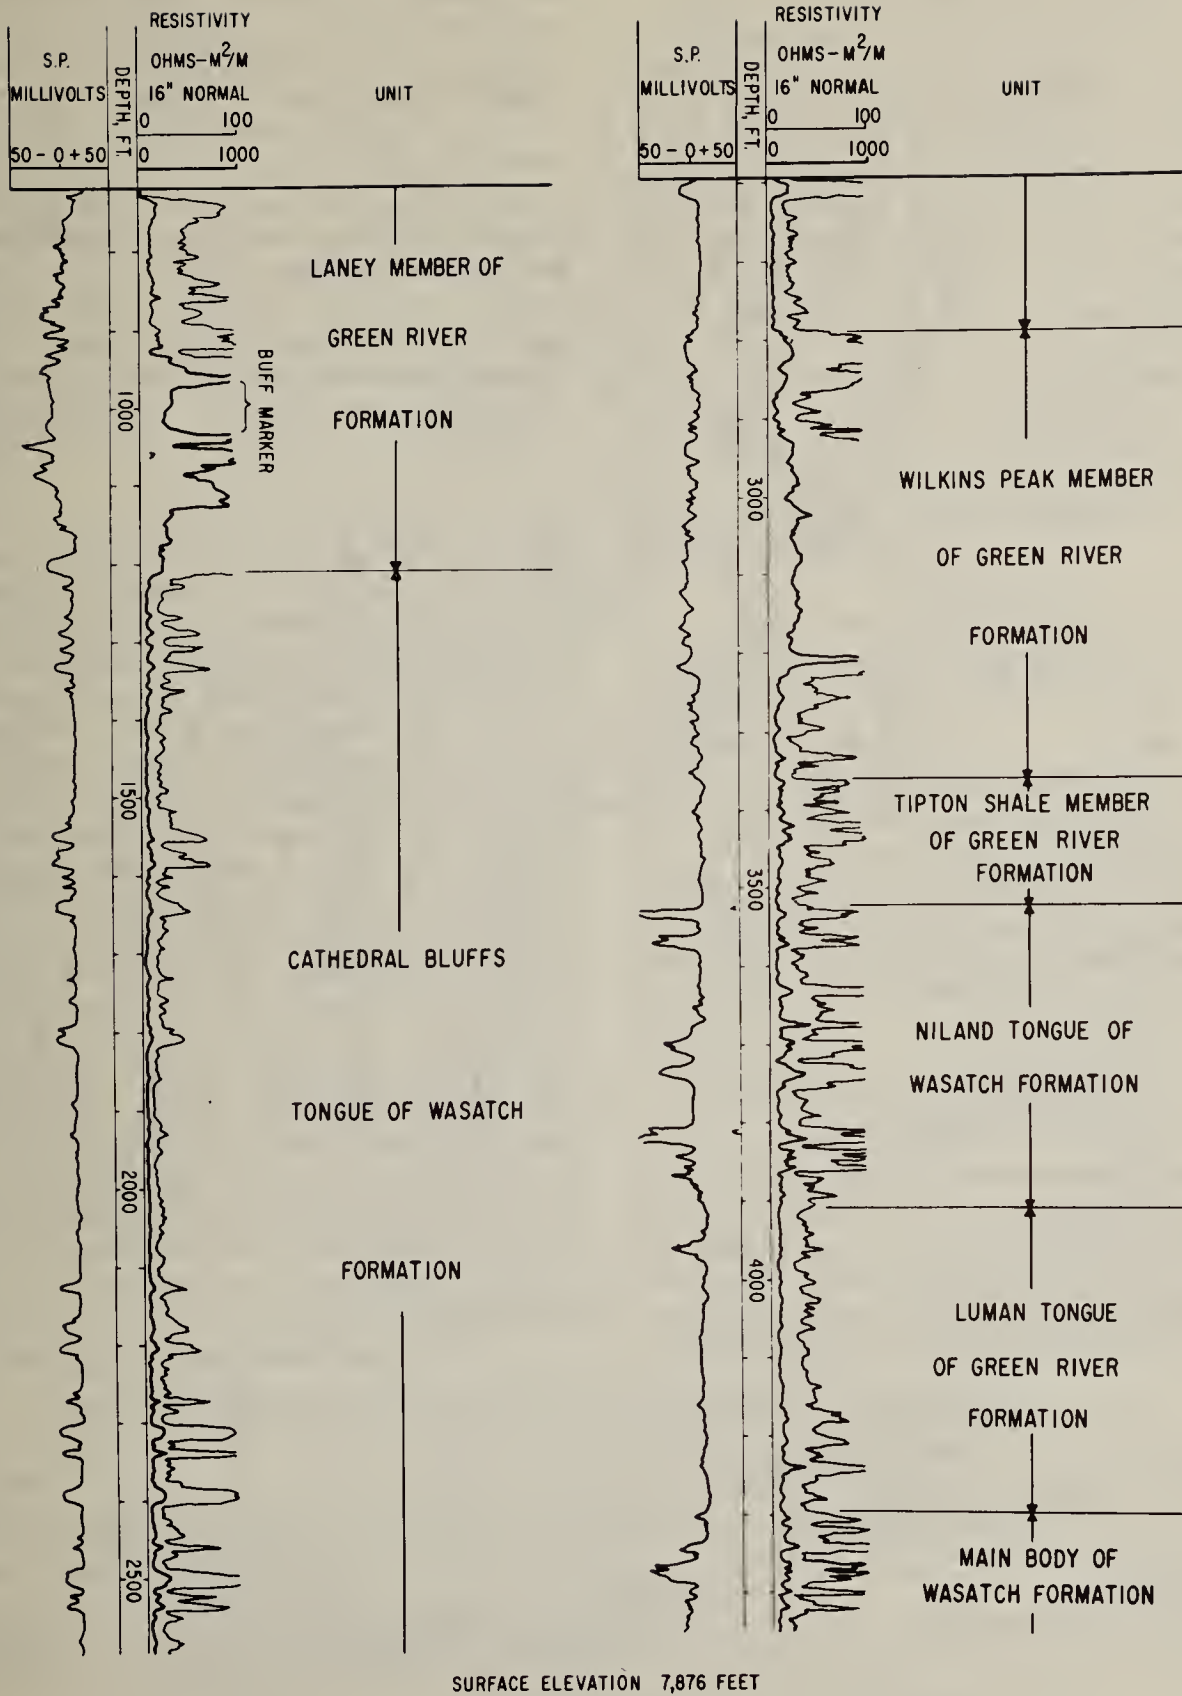 RESISTIVITY
S.P.
OHMS-M²/M
MILLIVOLTS
DEPTH, FT.
16" NORMAL
UNIT
0 100
50 - 0 + 50
0 1000
LANEY MEMBER OF
GREEN RIVER
FORMATION
BUFF MARKER
1000
1500
CATHEDRAL BLUFFS
TONGUE OF WASATCH
2000
FORMATION
2500
RESISTIVITY
S.P.
OHMS-M²/M
MILLIVOLTS
DEPTH, FT.
16" NORMAL
UNIT
0 100
50 - 0 + 50
0 1000
WILKINS PEAK MEMBER
3000
OF GREEN RIVER
FORMATION
TIPTON SHALE MEMBER
OF GREEN RIVER
FORMATION
3500
NILAND TONGUE OF
WASATCH FORMATION
4000
LUMAN TONGUE
OF GREEN RIVER
FORMATION
MAIN BODY OF
WASATCH FORMATION
SURFACE ELEVATION 7,876 FEET